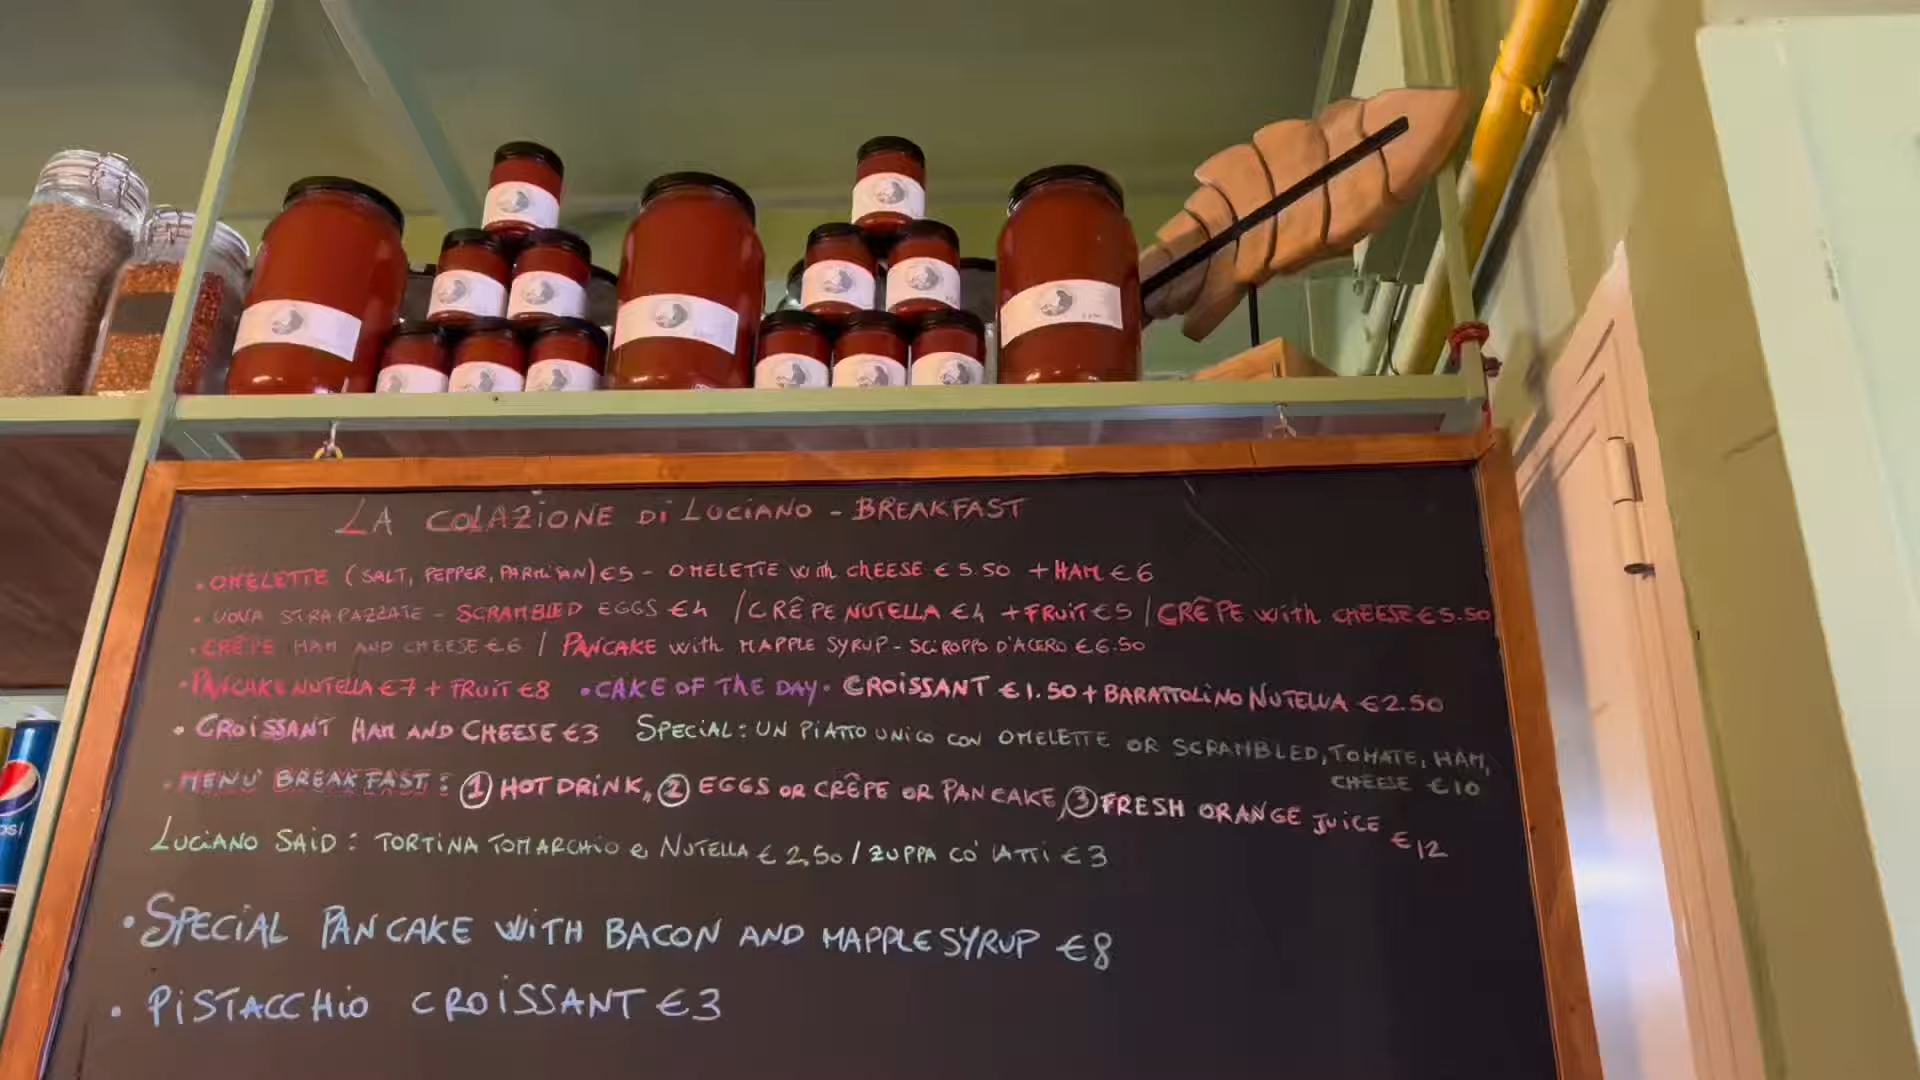 LA COLAZIONE Di LUCIANO - BREAKFAST
• OMELETTE (SALT, PEPPER, PARMISAN) €5 - OMELETTE with CHEESE € 5.50 + HAM € 6
• UOVA STRAPAZZATE - SCRAMBLED EGGS €4 / CRÊPE NUTELLA €4 + FRUIT €5 / CRÊPE with CHEESE €5.50
• CRÊPE HAM AND CHEESE €6 / PANCAKE with MAPPLE SYRUP - SCIROPPO D'ACERO €6.50
• PANCAKE NUTELLA €7 + FRUIT €8 • CAKE OF THE DAY • CROISSANT €1.50 + BARATTOLINO NUTELLA €2.50
• CROISSANT HAM AND CHEESE €3 SPECIAL: UN PIATTO UNICO CON OMELETTE OR SCRAMBLED, TOMATE, HAM,
CHEESE €10
• MENU' BREAKFAST: ① HOT DRINK, ② EGGS OR CRÊPE OR PANCAKE, ③ FRESH ORANGE JUICE
€12
LUCIANO SAID: TORTINA TOMARCHIO e NUTELLA € 2,50 / ZUPPA CO' LATTI € 3
• SPECIAL PANCAKE WITH BACON AND MAPPLE SYRUP €8
• PISTACCHIO CROISSANT €3